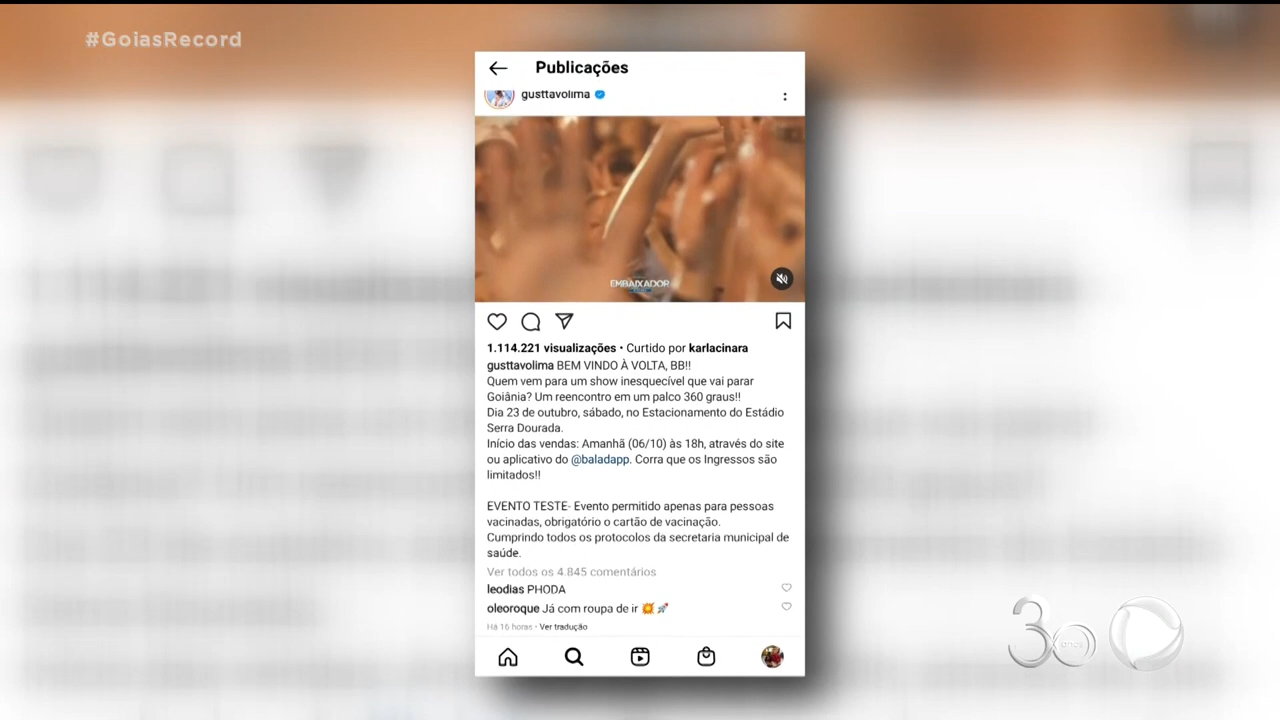 #GoiasRecord
Publicações
gusttavolima
EMBAIXADOR
1.114.221 visualizações • Curtido por karlacinara
gusttavolima BEM VINDO À VOLTA, BB!!
Quem vem para um show inesquecível que vai parar
Goiânia? Um reencontro em um palco 360 graus!!
Dia 23 de outubro, sábado, no Estacionamento do Estádio
Serra Dourada.
Início das vendas: Amanhã (06/10) às 18h, através do site
ou aplicativo do @baladapp. Corra que os Ingressos são
limitados!!
EVENTO TESTE- Evento permitido apenas para pessoas
vacinadas, obrigatório o cartão de vacinação.
Cumprindo todos os protocolos da secretaria municipal de
saúde.
Ver todos os 4.845 comentários
leodias PHODA
oleoroque Já com roupa de ir 💥🚀
Há 16 horas • Ver tradução
30 anos